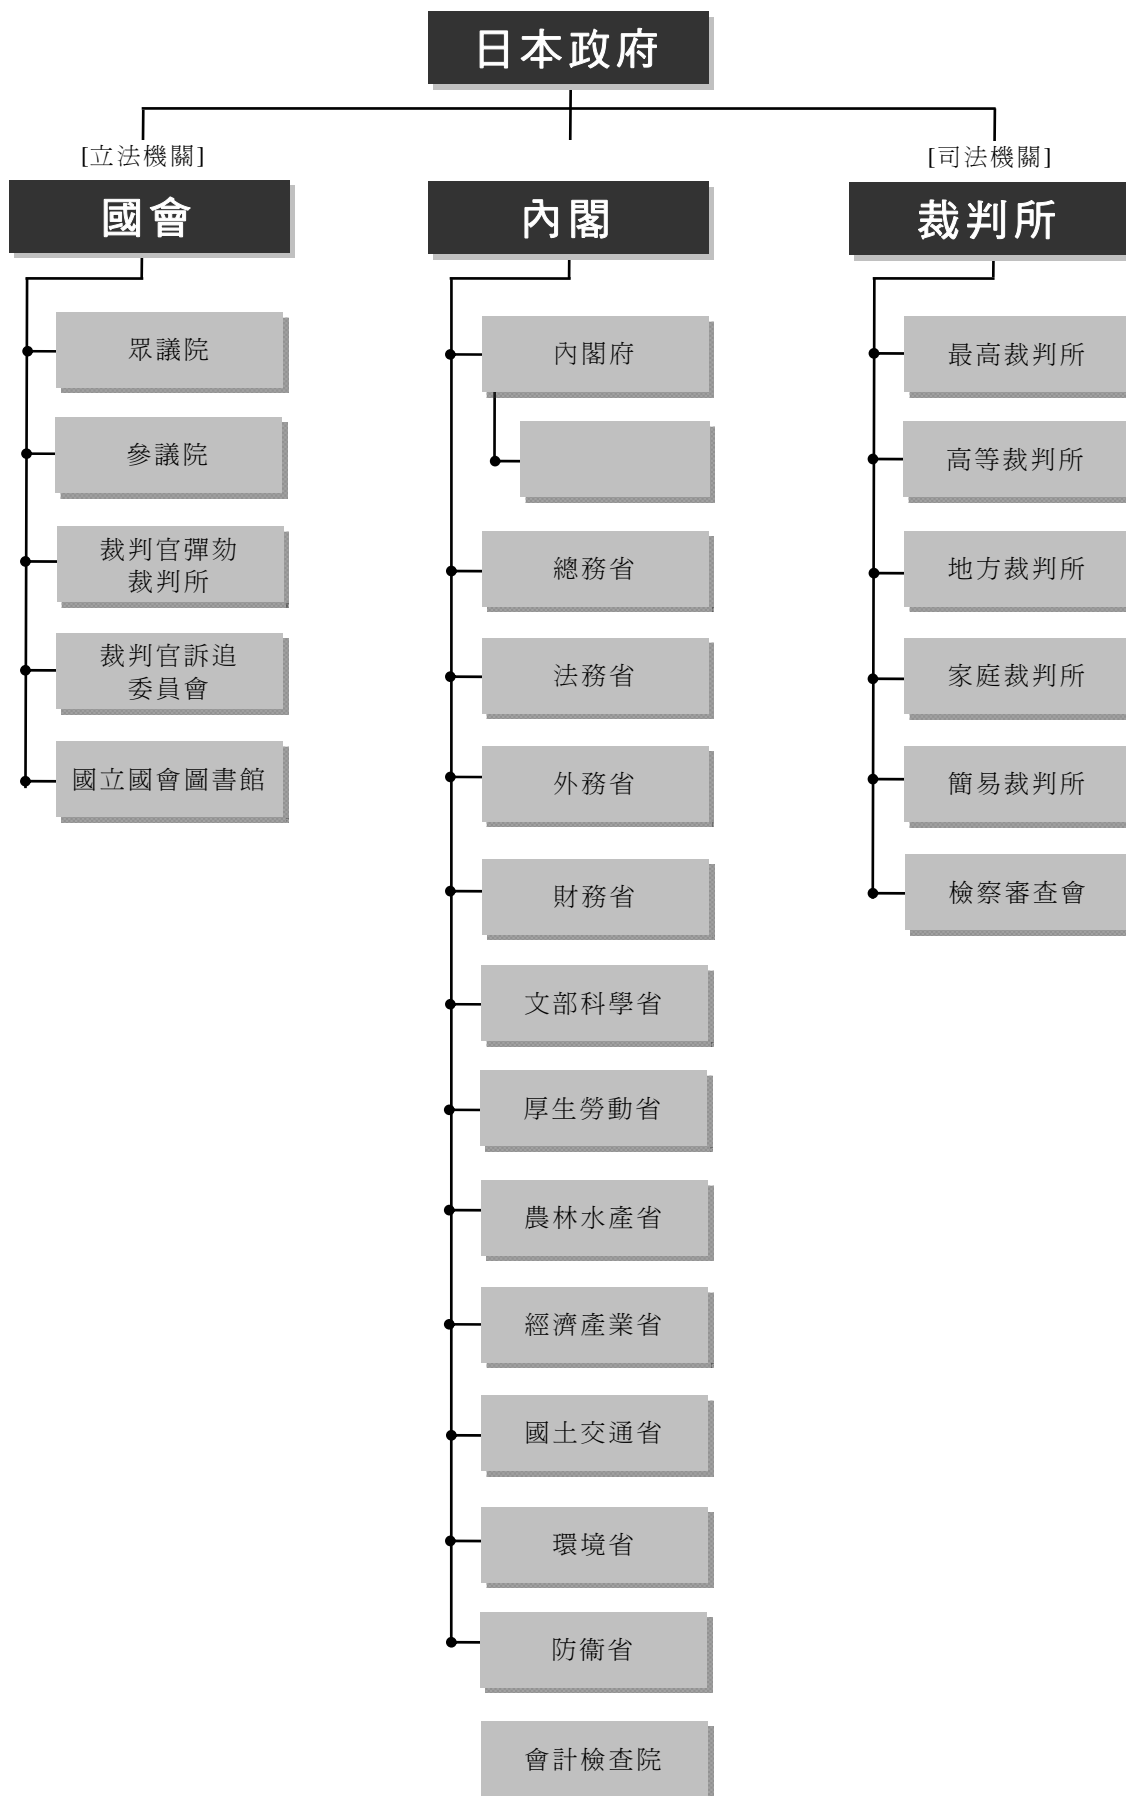 日本政府
[立法機關]
[司法機關]
國會
內閣
裁判所
眾議院
參議院
裁判官彈劾
裁判所
裁判官訴追
委員會
國立國會圖書館
內閣府
總務省
法務省
外務省
財務省
文部科學省
厚生勞動省
農林水產省
經濟產業省
國土交通省
環境省
防衞省
會計檢查院
最高裁判所
高等裁判所
地方裁判所
家庭裁判所
簡易裁判所
檢察審查會